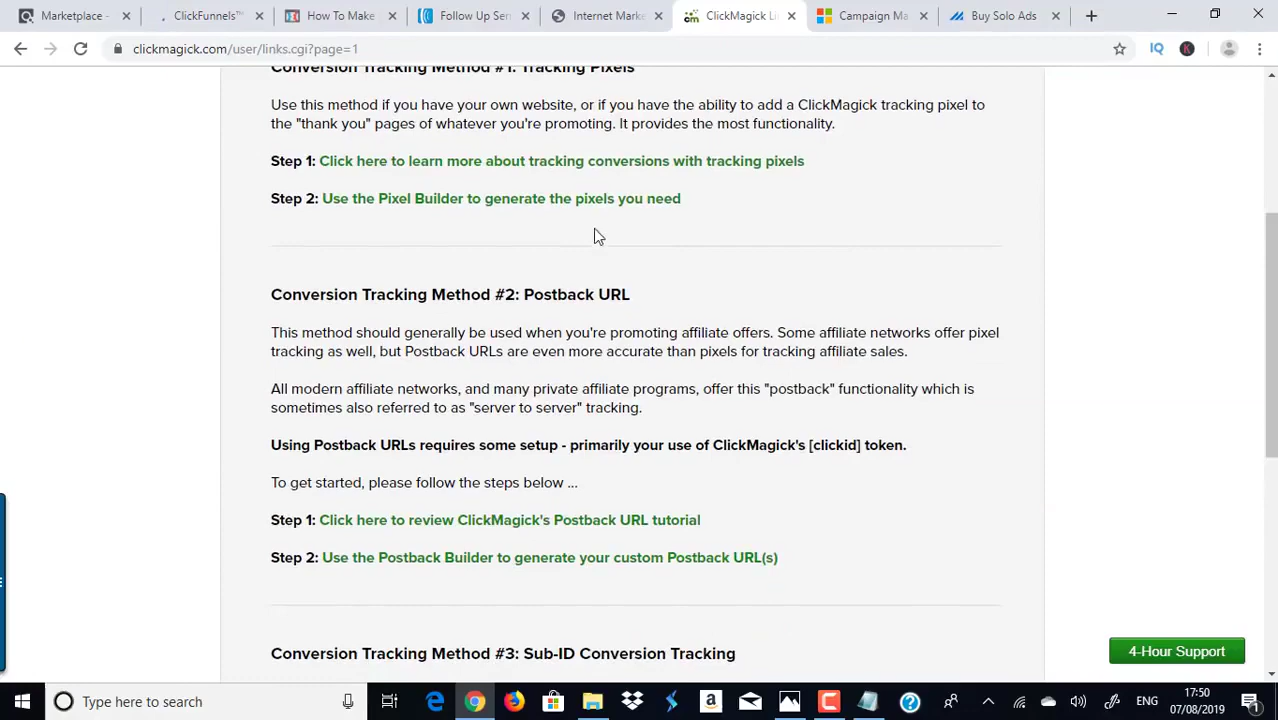 Marketplace -
ClickFunnels™
How To Make
Follow Up Ser
Internet Marke
ClickMagick Li
Campaign Ma
Buy Solo Ads
clickmagick.com/user/links.cgi?page=1
Conversion Tracking Method #1: Tracking Pixels
Use this method if you have your own website, or if you have the ability to add a ClickMagick tracking pixel to
the "thank you" pages of whatever you're promoting. It provides the most functionality.
Step 1: Click here to learn more about tracking conversions with tracking pixels
Step 2: Use the Pixel Builder to generate the pixels you need
Conversion Tracking Method #2: Postback URL
This method should generally be used when you're promoting affiliate offers. Some affiliate networks offer pixel
tracking as well, but Postback URLs are even more accurate than pixels for tracking affiliate sales.
All modern affiliate networks, and many private affiliate programs, offer this "postback" functionality which is
sometimes also referred to as "server to server" tracking.
Using Postback URLs requires some setup - primarily your use of ClickMagick's [clickid] token.
To get started, please follow the steps below ...
Step 1: Click here to review ClickMagick's Postback URL tutorial
Step 2: Use the Postback Builder to generate your custom Postback URL(s)
Conversion Tracking Method #3: Sub-ID Conversion Tracking
4-Hour Support
Type here to search
ENG
17:50
07/08/2019